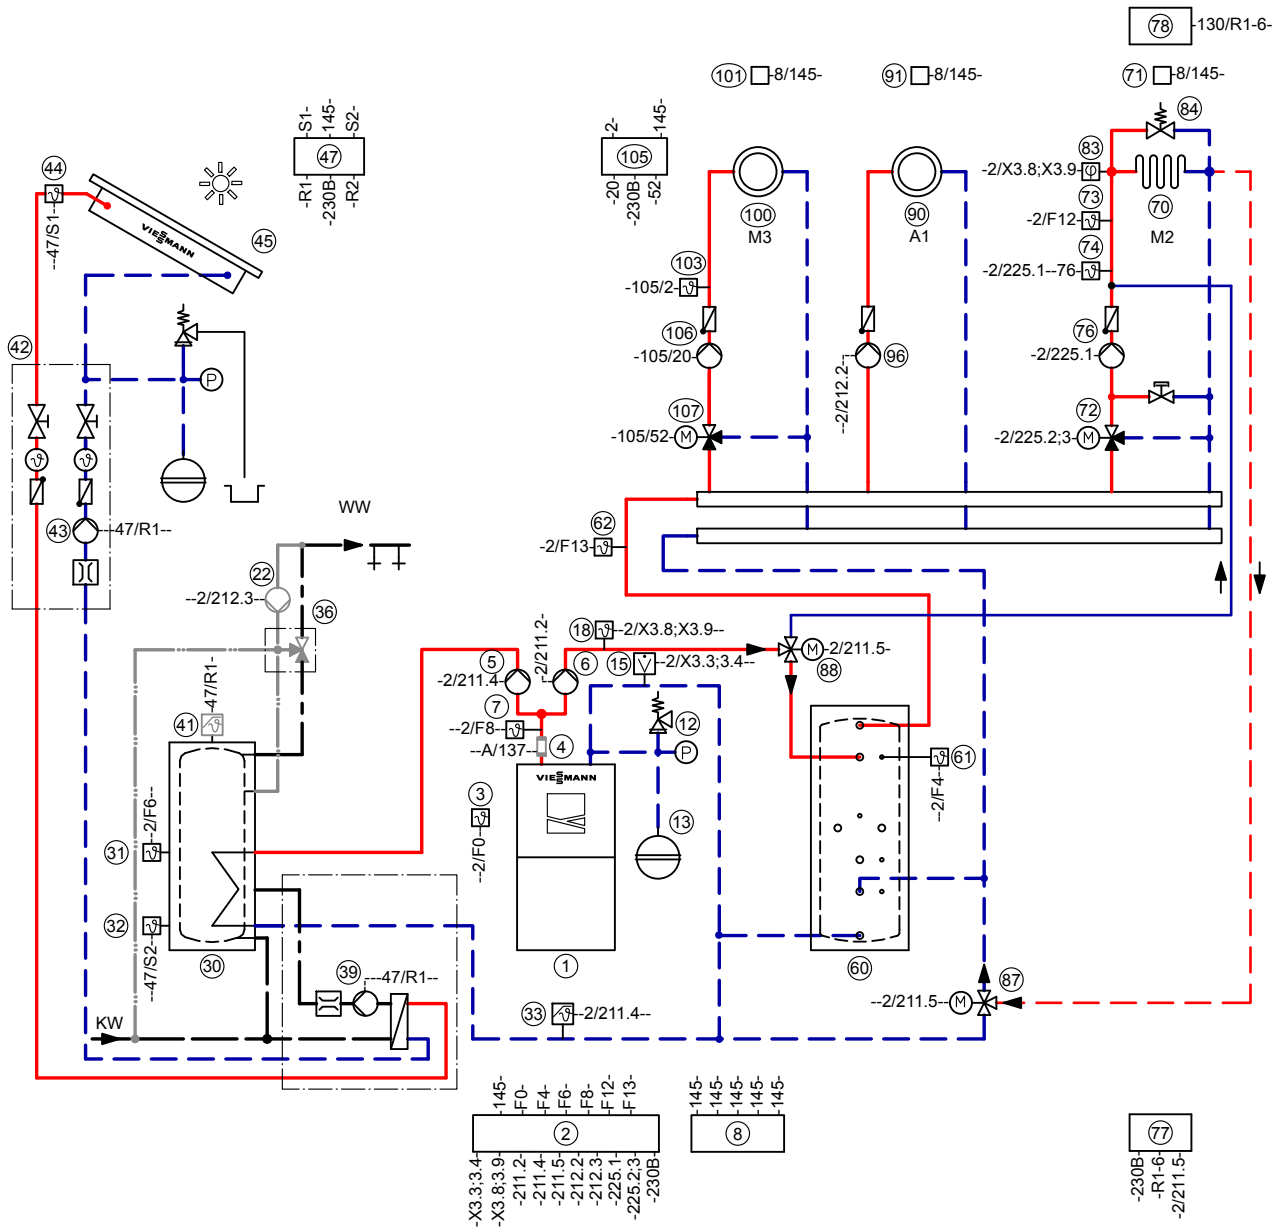 78 -130/R1-6-
101 -8/145-
91 -8/145-
71 -8/145-
84
-S1-
-145-
-S2-
47
-R1-
-230B-
-R2-
2-
145-
105
-20-
-230B-
-52-
44
--47/S1--
VIESSMANN
45
100
M3
90
A1
83
-2/X3.8;X3.9-
73
-2/F12-
74
-2/225.1--76-
70
M2
103
-105/2-
106
-105/20-
107
-105/52- M
96
--2/212.2--
76
-2/225.1-
72
-2/225.2;3- M
42
P
43
---47/R1--
WW
62
-2/F13-
22
--2/212.3--
36
41
-47/R1-
5
-2/211.4-
-2/211.2-
6
18
--2/X3.8;X3.9--
15
--2/X3.3;3.4--
M -2/211.5-
88
7
--2/F8--
4
--A/137--
12
P
VIESSMANN
3
--2/F0--
13
61
--2/F4--
31
--2/F6--
32
--47/S2--
30
1
60
39
---47/R1--
33
--2/211.4--
87
--2/211.5-- M
KW
-145-
-F0-
-F4-
-F6-
-F8-
-F12-
-F13-
2
-X3.3;3.4-
-X3.8;3.9-
-211.2-
-211.4-
-211.5-
-212.2-
-212.3-
-225.1-
-225.2;3-
-230B-
-145-
-145-
-145-
-145-
-145-
8
77
-230B-
-R1-6-
-2/211.5-